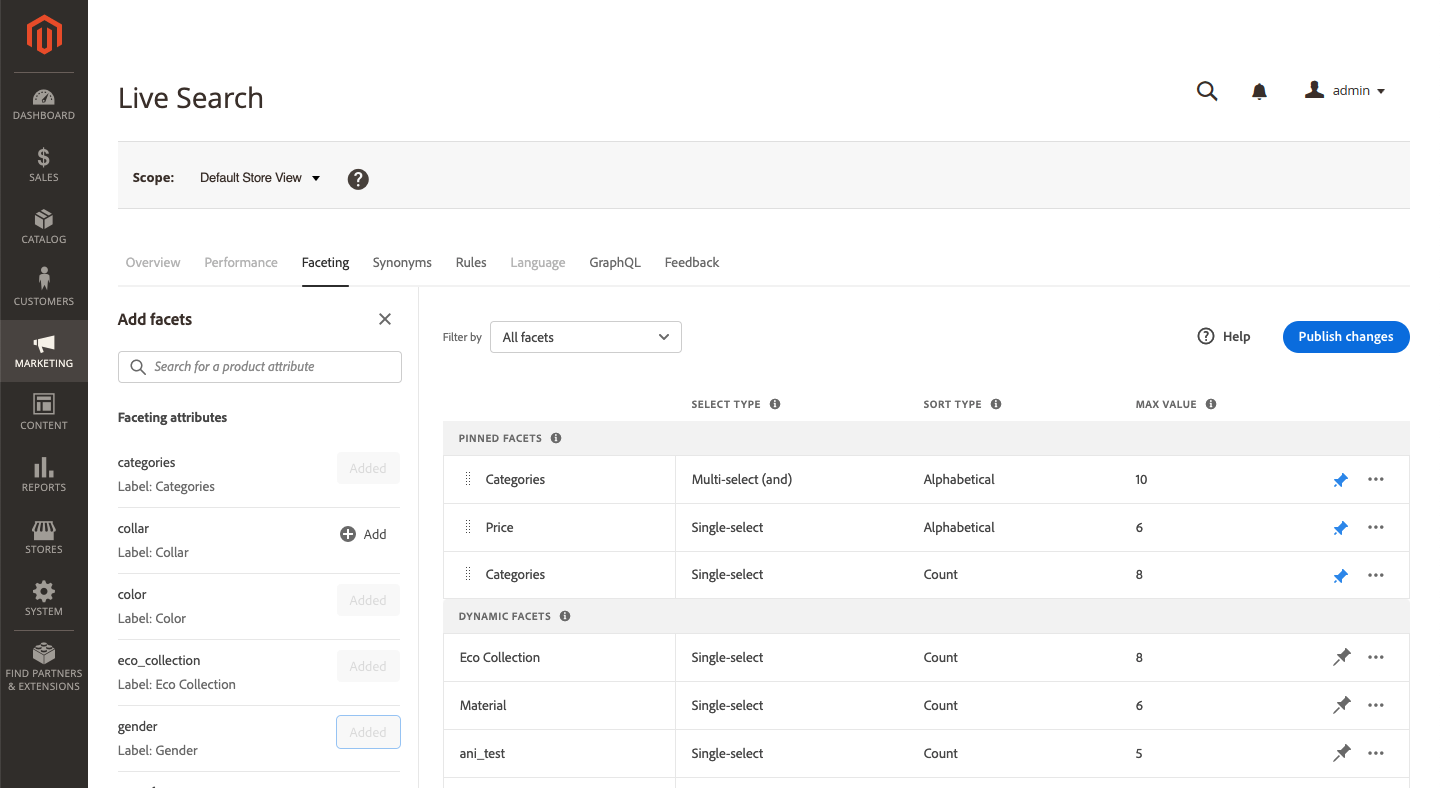 Live Search
admin
DASHBOARD
SALES
CATALOG
CUSTOMERS
MARKETING
CONTENT
REPORTS
STORES
SYSTEM
FIND PARTNERS
& EXTENSIONS
Scope: Default Store View
Overview Performance Faceting Synonyms Rules Language GraphQL Feedback
Add facets
Search for a product attribute
Faceting attributes
categories
Label: Categories
Added
collar
Label: Collar
Add
color
Label: Color
Added
eco_collection
Label: Eco Collection
Added
gender
Label: Gender
Added
Filter by All facets
Help
Publish changes
SELECT TYPE SORT TYPE MAX VALUE
PINNED FACETS
Categories Multi-select (and) Alphabetical 10
Price Single-select Alphabetical 6
Categories Single-select Count 8
DYNAMIC FACETS
Eco Collection Single-select Count 8
Material Single-select Count 6
ani_test Single-select Count 5